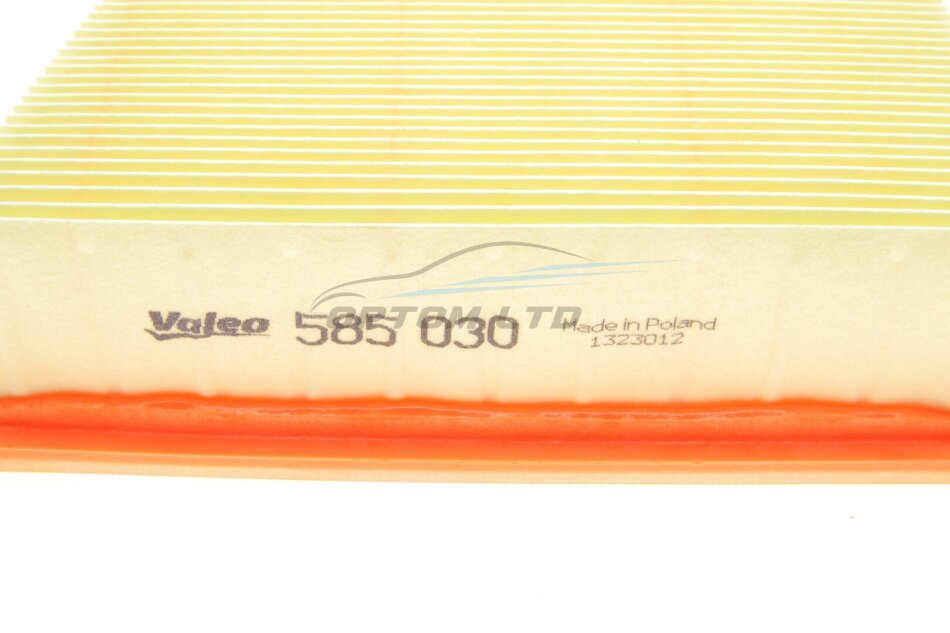 Valeo 585 030 Made in Poland
1323012
OPTOM LTD